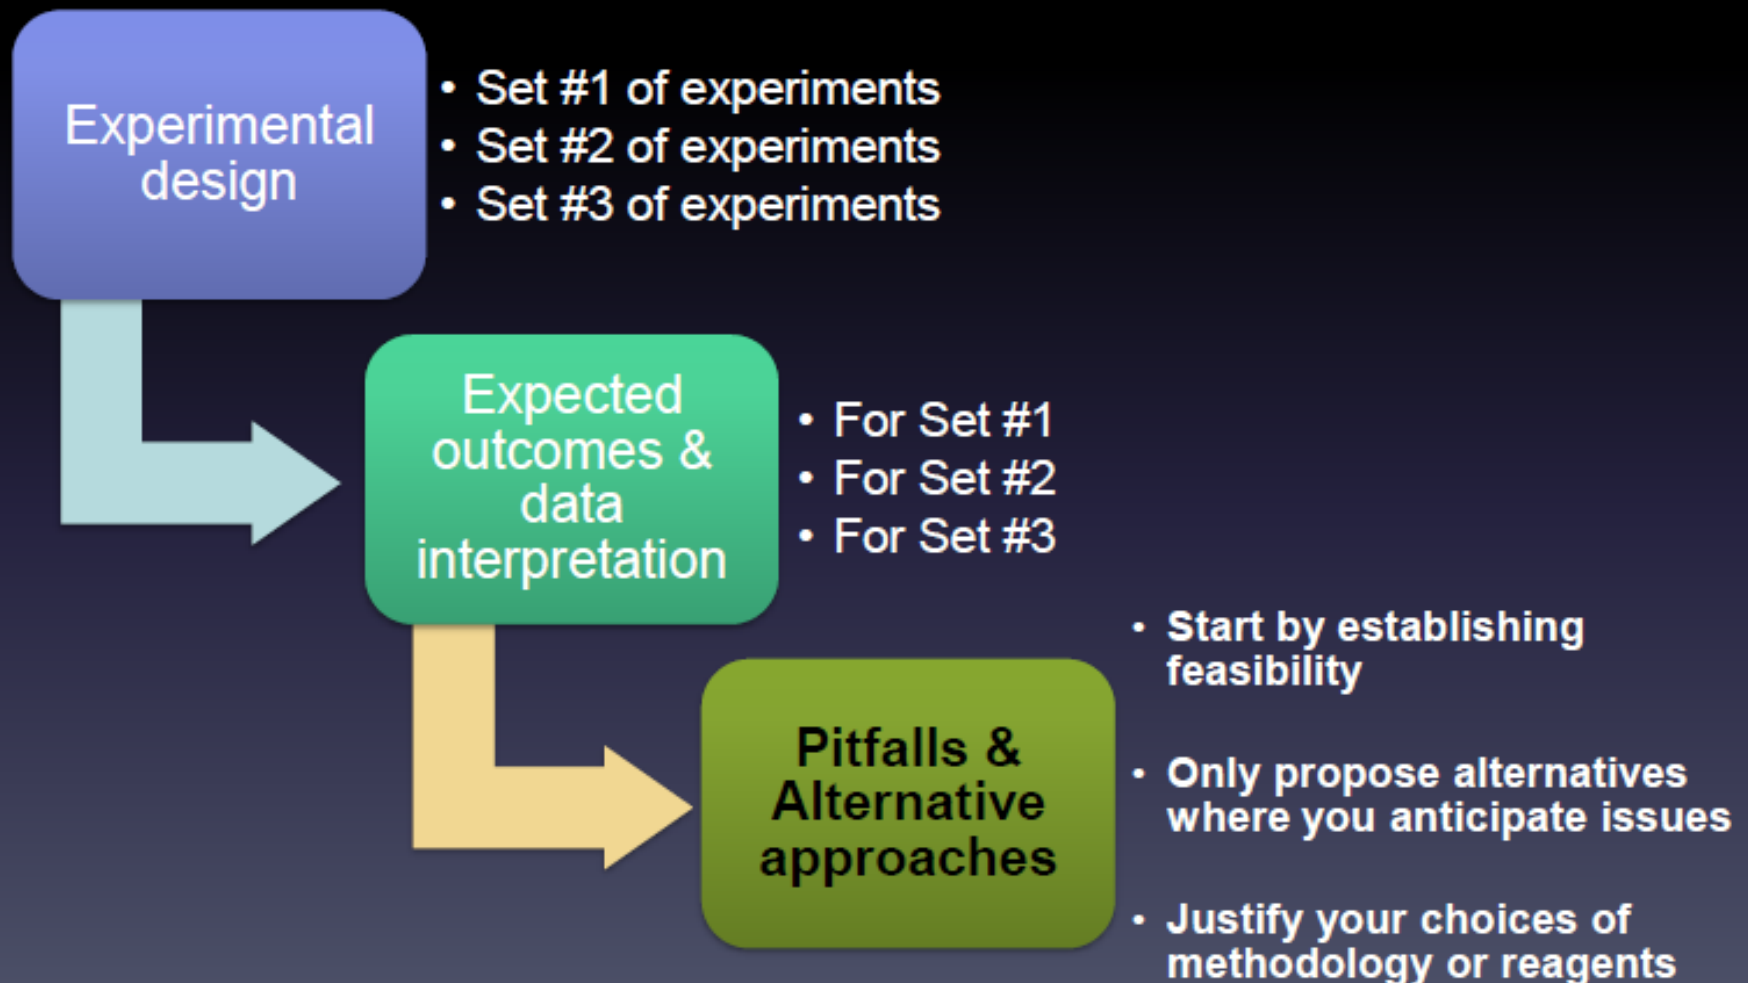 Experimental
design
• Set #1 of experiments
• Set #2 of experiments
• Set #3 of experiments
Expected
outcomes &
data
interpretation
• For Set #1
• For Set #2
• For Set #3
Pitfalls &
Alternative
approaches
• Start by establishing
feasibility
• Only propose alternatives
where you anticipate issues
• Justify your choices of
methodology or reagents